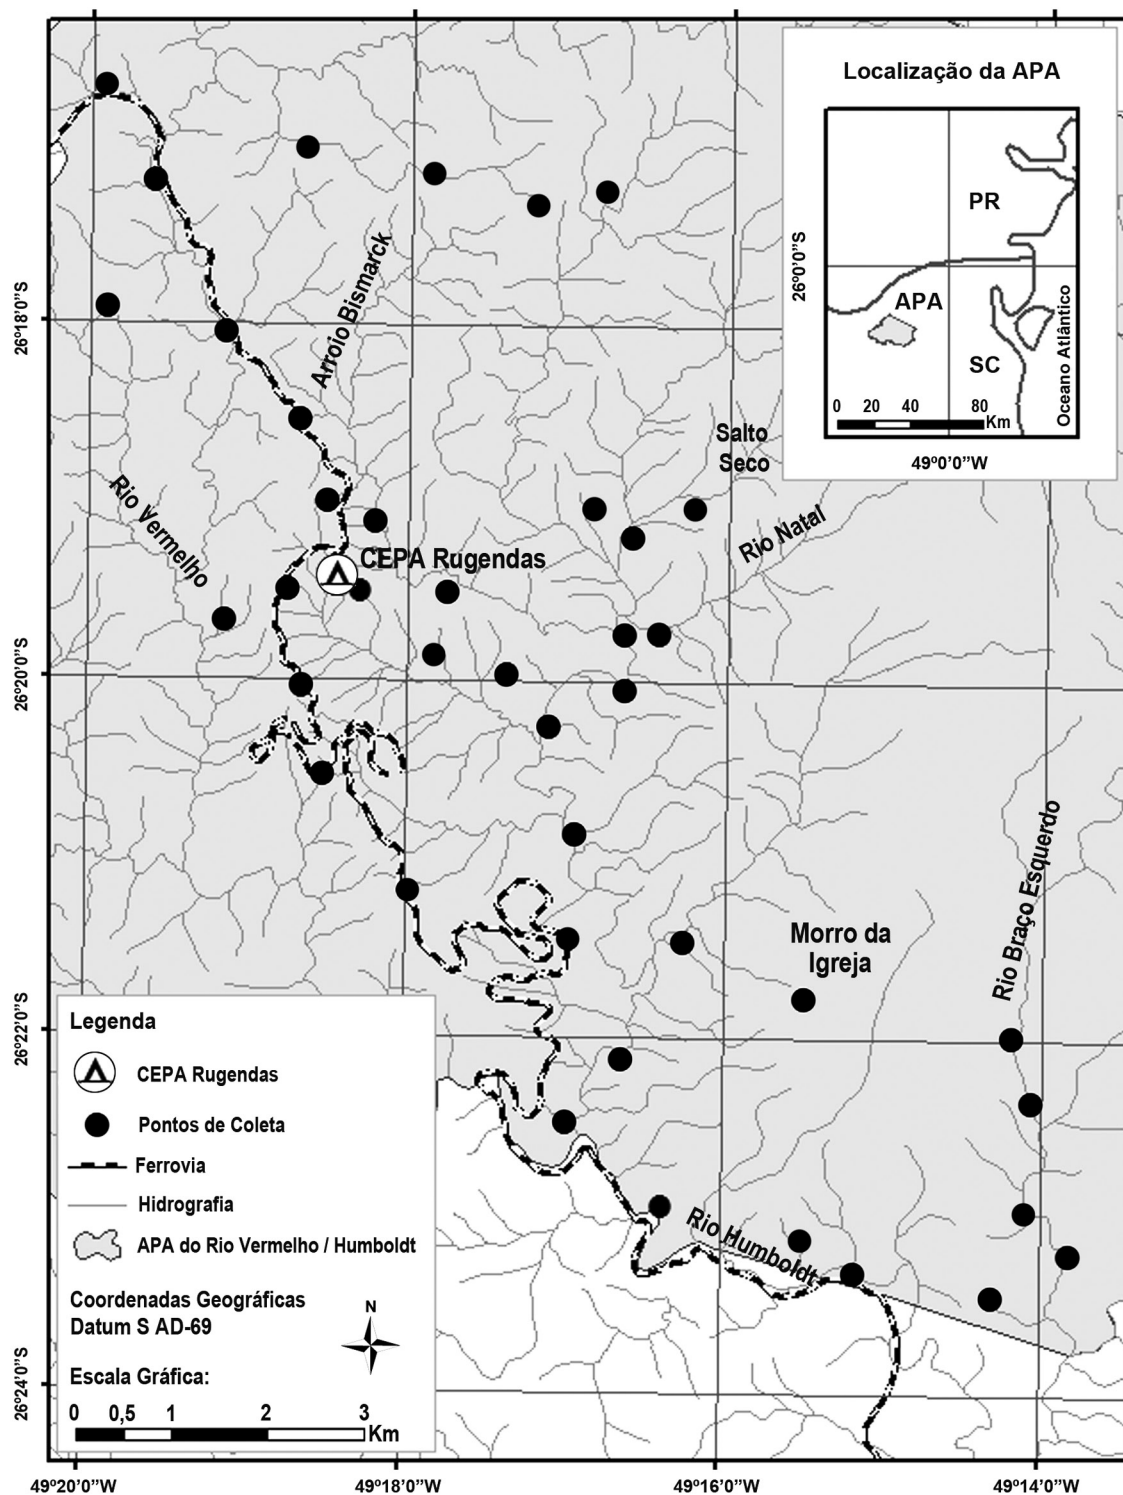 Localização da APA
PR
APA
SC
Oceano Atlântico
26º0'0"S
0 20 40 80
Km
49º0'0"W
26º18'0"S
Arroio Bismarck
Salto
Seco
Rio Vermelho
Rio Natal
CEPA Rugendas
26º20'0"S
Rio Braço Esquerdo
Morro da
Igreja
26º22'0"S
Rio Humboldt
26º24'0"S
Legenda
CEPA Rugendas
Pontos de Coleta
Ferrovia
Hidrografia
APA do Rio Vermelho / Humboldt
Coordenadas Geográficas
Datum S AD-69
N
Escala Gráfica:
0 0,5 1 2 3
Km
49º20'0"W 49º18'0"W 49º16'0"W 49º14'0"W